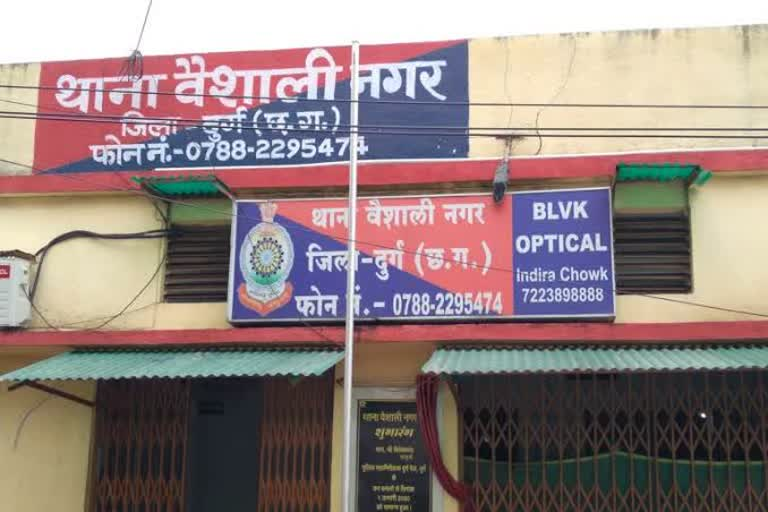 थाना वैशाली नगर
जिला - दुर्ग (छ.ग.)
फोन नं.-0788-2295474
थाना वैशाली नगर
जिला-दुर्ग (छ.ग.)
फोन नं. - 0788-2295474
BLVK
OPTICAL
Indira Chowk
7223898888
थाना वैशाली नगर
शुभारंभ